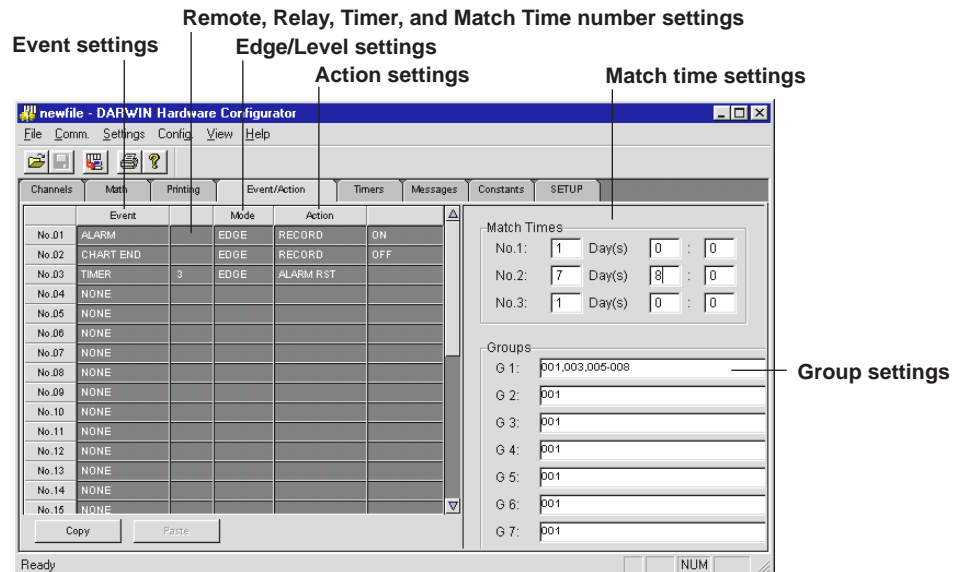 Remote, Relay, Timer, and Match Time number settings
Event settings
Edge/Level settings
Action settings
Match time settings
newfile - DARWIN Hardware Configurator
File Comm. Settings Config. View Help
Channels Math Printing Event/Action Timers Messages Constants SETUP
Event Mode Action
No.01 ALARM EDGE RECORD ON
No.02 CHART END EDGE RECORD OFF
No.03 TIMER 3 EDGE ALARM RST
No.04 NONE
No.05 NONE
No.06 NONE
No.07 NONE
No.08 NONE
No.09 NONE
No.10 NONE
No.11 NONE
No.12 NONE
No.13 NONE
No.14 NONE
No.15 NONE
Copy Paste
Match Times
No.1: 1 Day(s) 0 : 0
No.2: 7 Day(s) 8 : 0
No.3: 1 Day(s) 0 : 0
Groups
G 1: 001,003,005-008
G 2: 001
G 3: 001
G 4: 001
G 5: 001
G 6: 001
G 7: 001
Group settings
Ready NUM